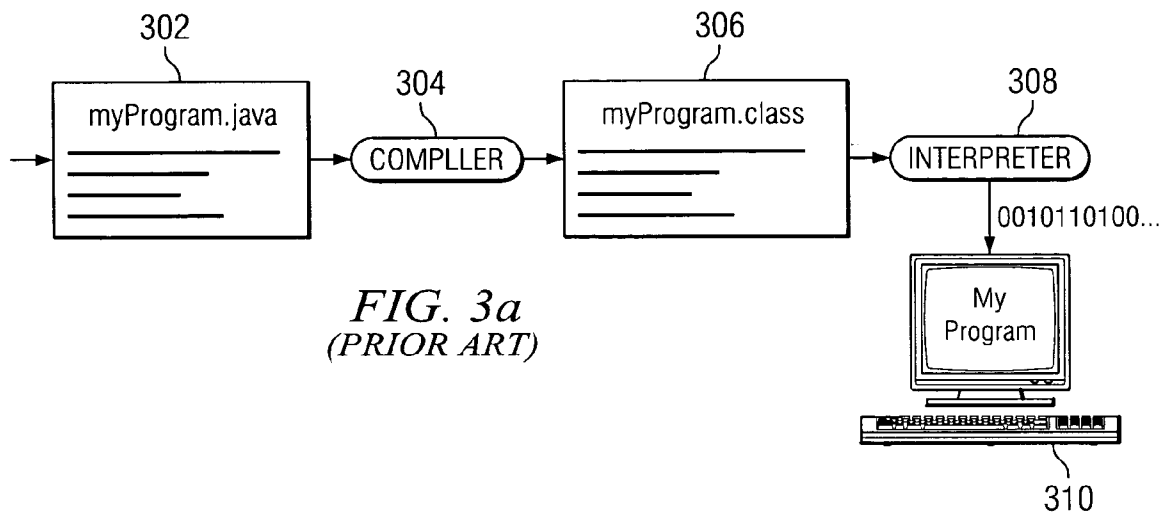 302
myProgram.java
304
COMPLLER
306
myProgram.class
308
INTERPRETER
0010110100...
My
Program
310
FIG. 3a
(PRIOR ART)